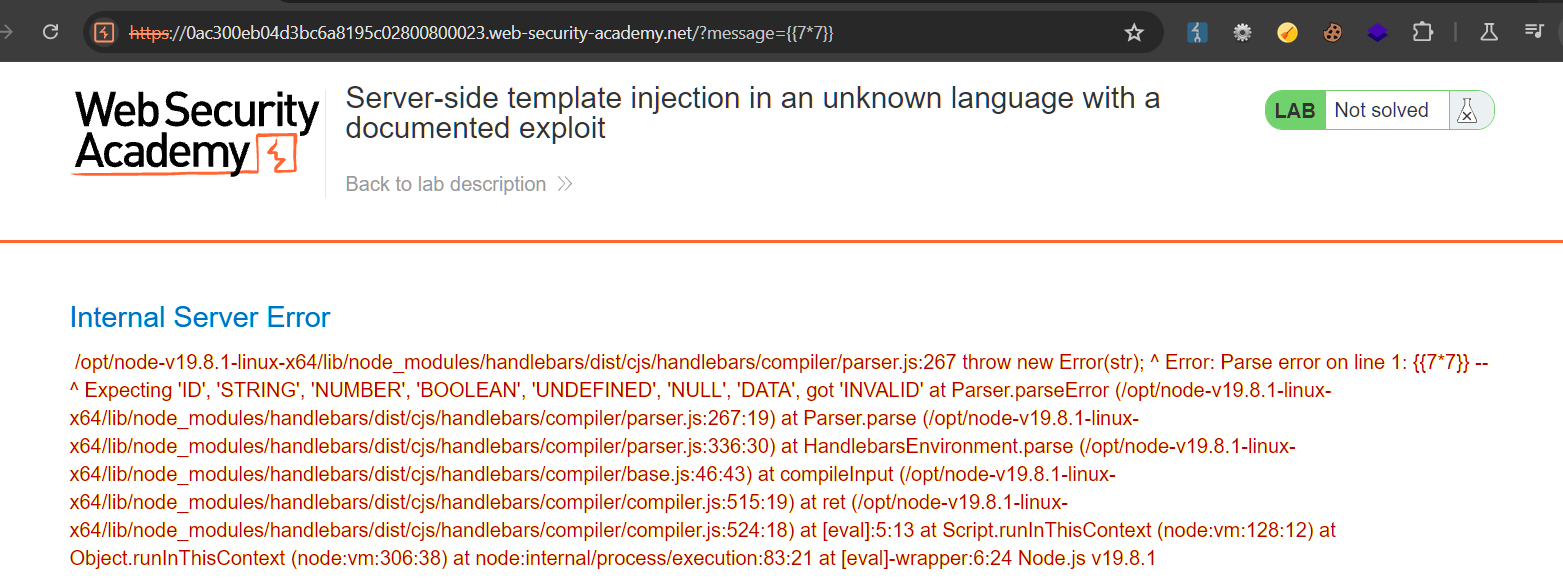 https://0ac300eb04d3bc6a8195c02800800023.web-security-academy.net/?message={{7*7}}
Web Security
Academy
Server-side template injection in an unknown language with a
documented exploit
Back to lab description
LAB Not solved
Internal Server Error
/opt/node-v19.8.1-linux-x64/lib/node_modules/handlebars/dist/cjs/handlebars/compiler/parser.js:267 throw new Error(str); ^ Error: Parse error on line 1: {{7*7}} --
^ Expecting 'ID', 'STRING', 'NUMBER', 'BOOLEAN', 'UNDEFINED', 'NULL', 'DATA', got 'INVALID' at Parser.parseError (/opt/node-v19.8.1-linux-
x64/lib/node_modules/handlebars/dist/cjs/handlebars/compiler/parser.js:267:19) at Parser.parse (/opt/node-v19.8.1-linux-
x64/lib/node_modules/handlebars/dist/cjs/handlebars/compiler/parser.js:336:30) at HandlebarsEnvironment.parse (/opt/node-v19.8.1-linux-
x64/lib/node_modules/handlebars/dist/cjs/handlebars/compiler/base.js:46:43) at compileInput (/opt/node-v19.8.1-linux-
x64/lib/node_modules/handlebars/dist/cjs/handlebars/compiler/compiler.js:515:19) at ret (/opt/node-v19.8.1-linux-
x64/lib/node_modules/handlebars/dist/cjs/handlebars/compiler/compiler.js:524:18) at [eval]:5:13 at Script.runInThisContext (node:vm:128:12) at
Object.runInThisContext (node:vm:306:38) at node:internal/process/execution:83:21 at [eval]-wrapper:6:24 Node.js v19.8.1